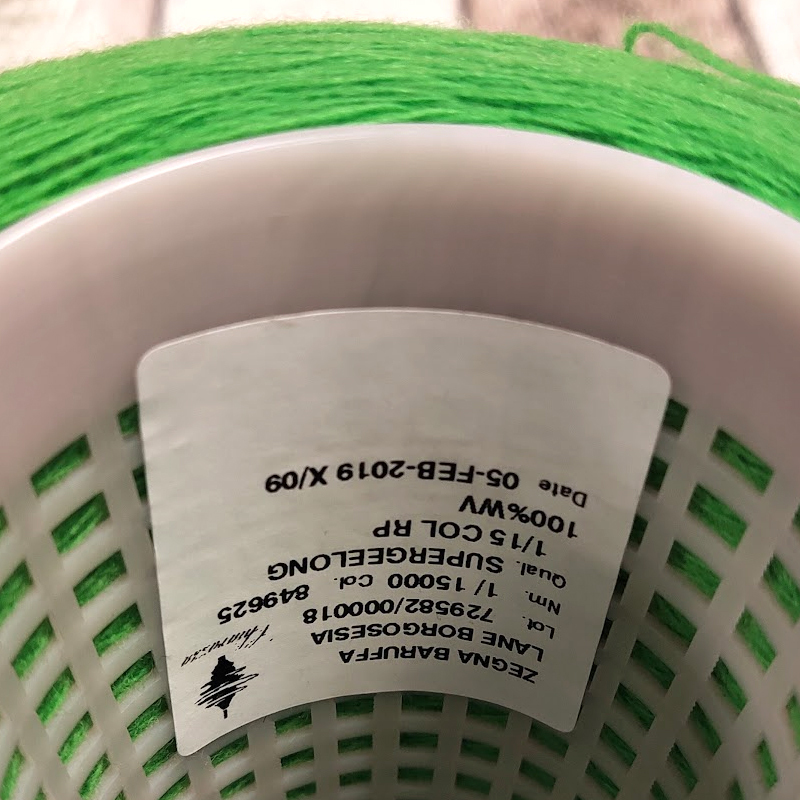 ZEGNA BARUFFA
LANE BORGOSESIA
Chiavazza
Lot. 729582/000018
Nm. 1/ 15000 Col. 849625
Qual. SUPERGEELONG
1/15 COL RP
100%WV
Date 05-FEB-2019 X/09